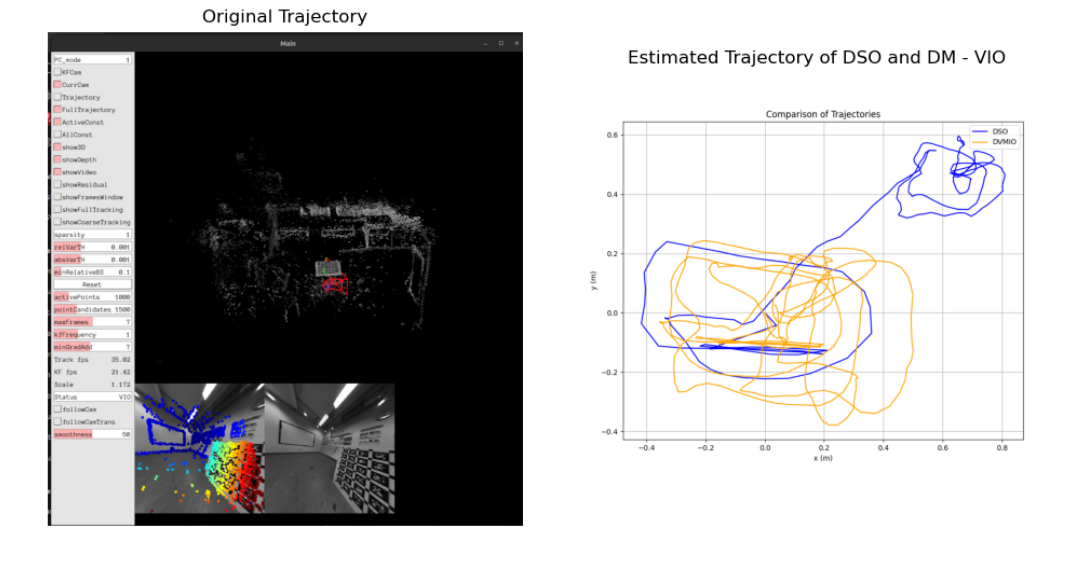 Original Trajectory
Main
PC_mode 1
KFCam
CurrCam
Trajectory
FullTrajectory
ActiveConst
AllConst
show3D
showDepth
showVideo
showResidual
showFramesWindow
showFullTracking
showCoarseTracking
sparsity 1
relVarTH 0.001
absVarTH 0.001
minRelativeBS 0.1
Reset
activePoints 1000
pointCandidates 1500
maxFrames 7
kfFrequency 1
minGradAdd 7
Track fps 35.02
KF fps 21.62
Scale 1.172
Status VIO
followCam
followCamTrans
smoothness 50
Estimated Trajectory of DSO and DM - VIO
Comparison of Trajectories
DSO
DVMIO
0.6
0.4
0.2
0.0
−0.2
−0.4
y (m)
−0.4 −0.2 0.0 0.2 0.4 0.6 0.8
x (m)